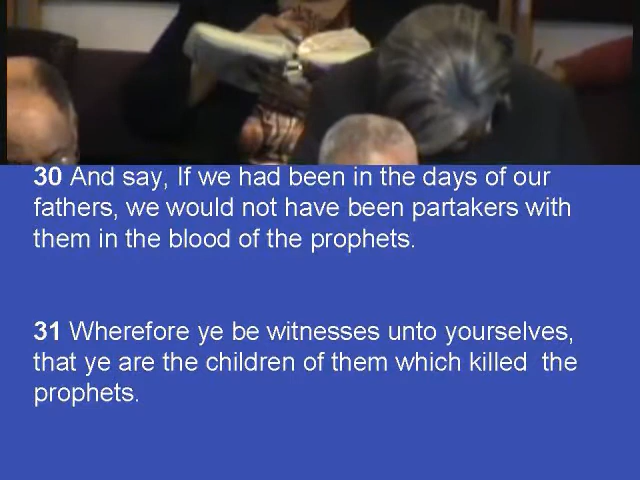 30 And say, If we had been in the days of our
fathers, we would not have been partakers with
them in the blood of the prophets.
31 Wherefore ye be witnesses unto yourselves,
that ye are the children of them which killed  the
prophets.